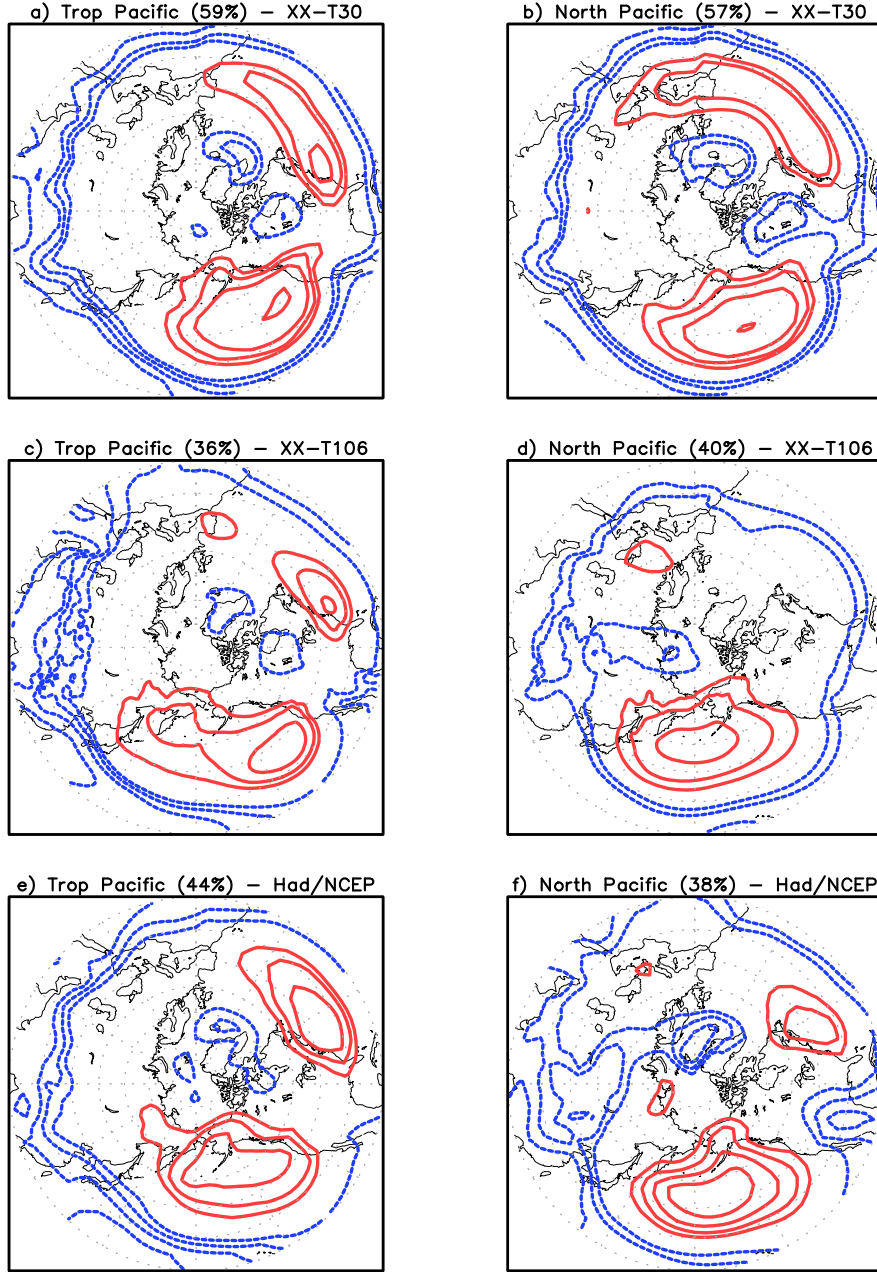 a) Trop Pacific (59%) – XX–T30
b) North Pacific (57%) – XX–T30
c) Trop Pacific (36%) – XX–T106
d) North Pacific (40%) – XX–T106
e) Trop Pacific (44%) – Had/NCEP
f) North Pacific (38%) – Had/NCEP